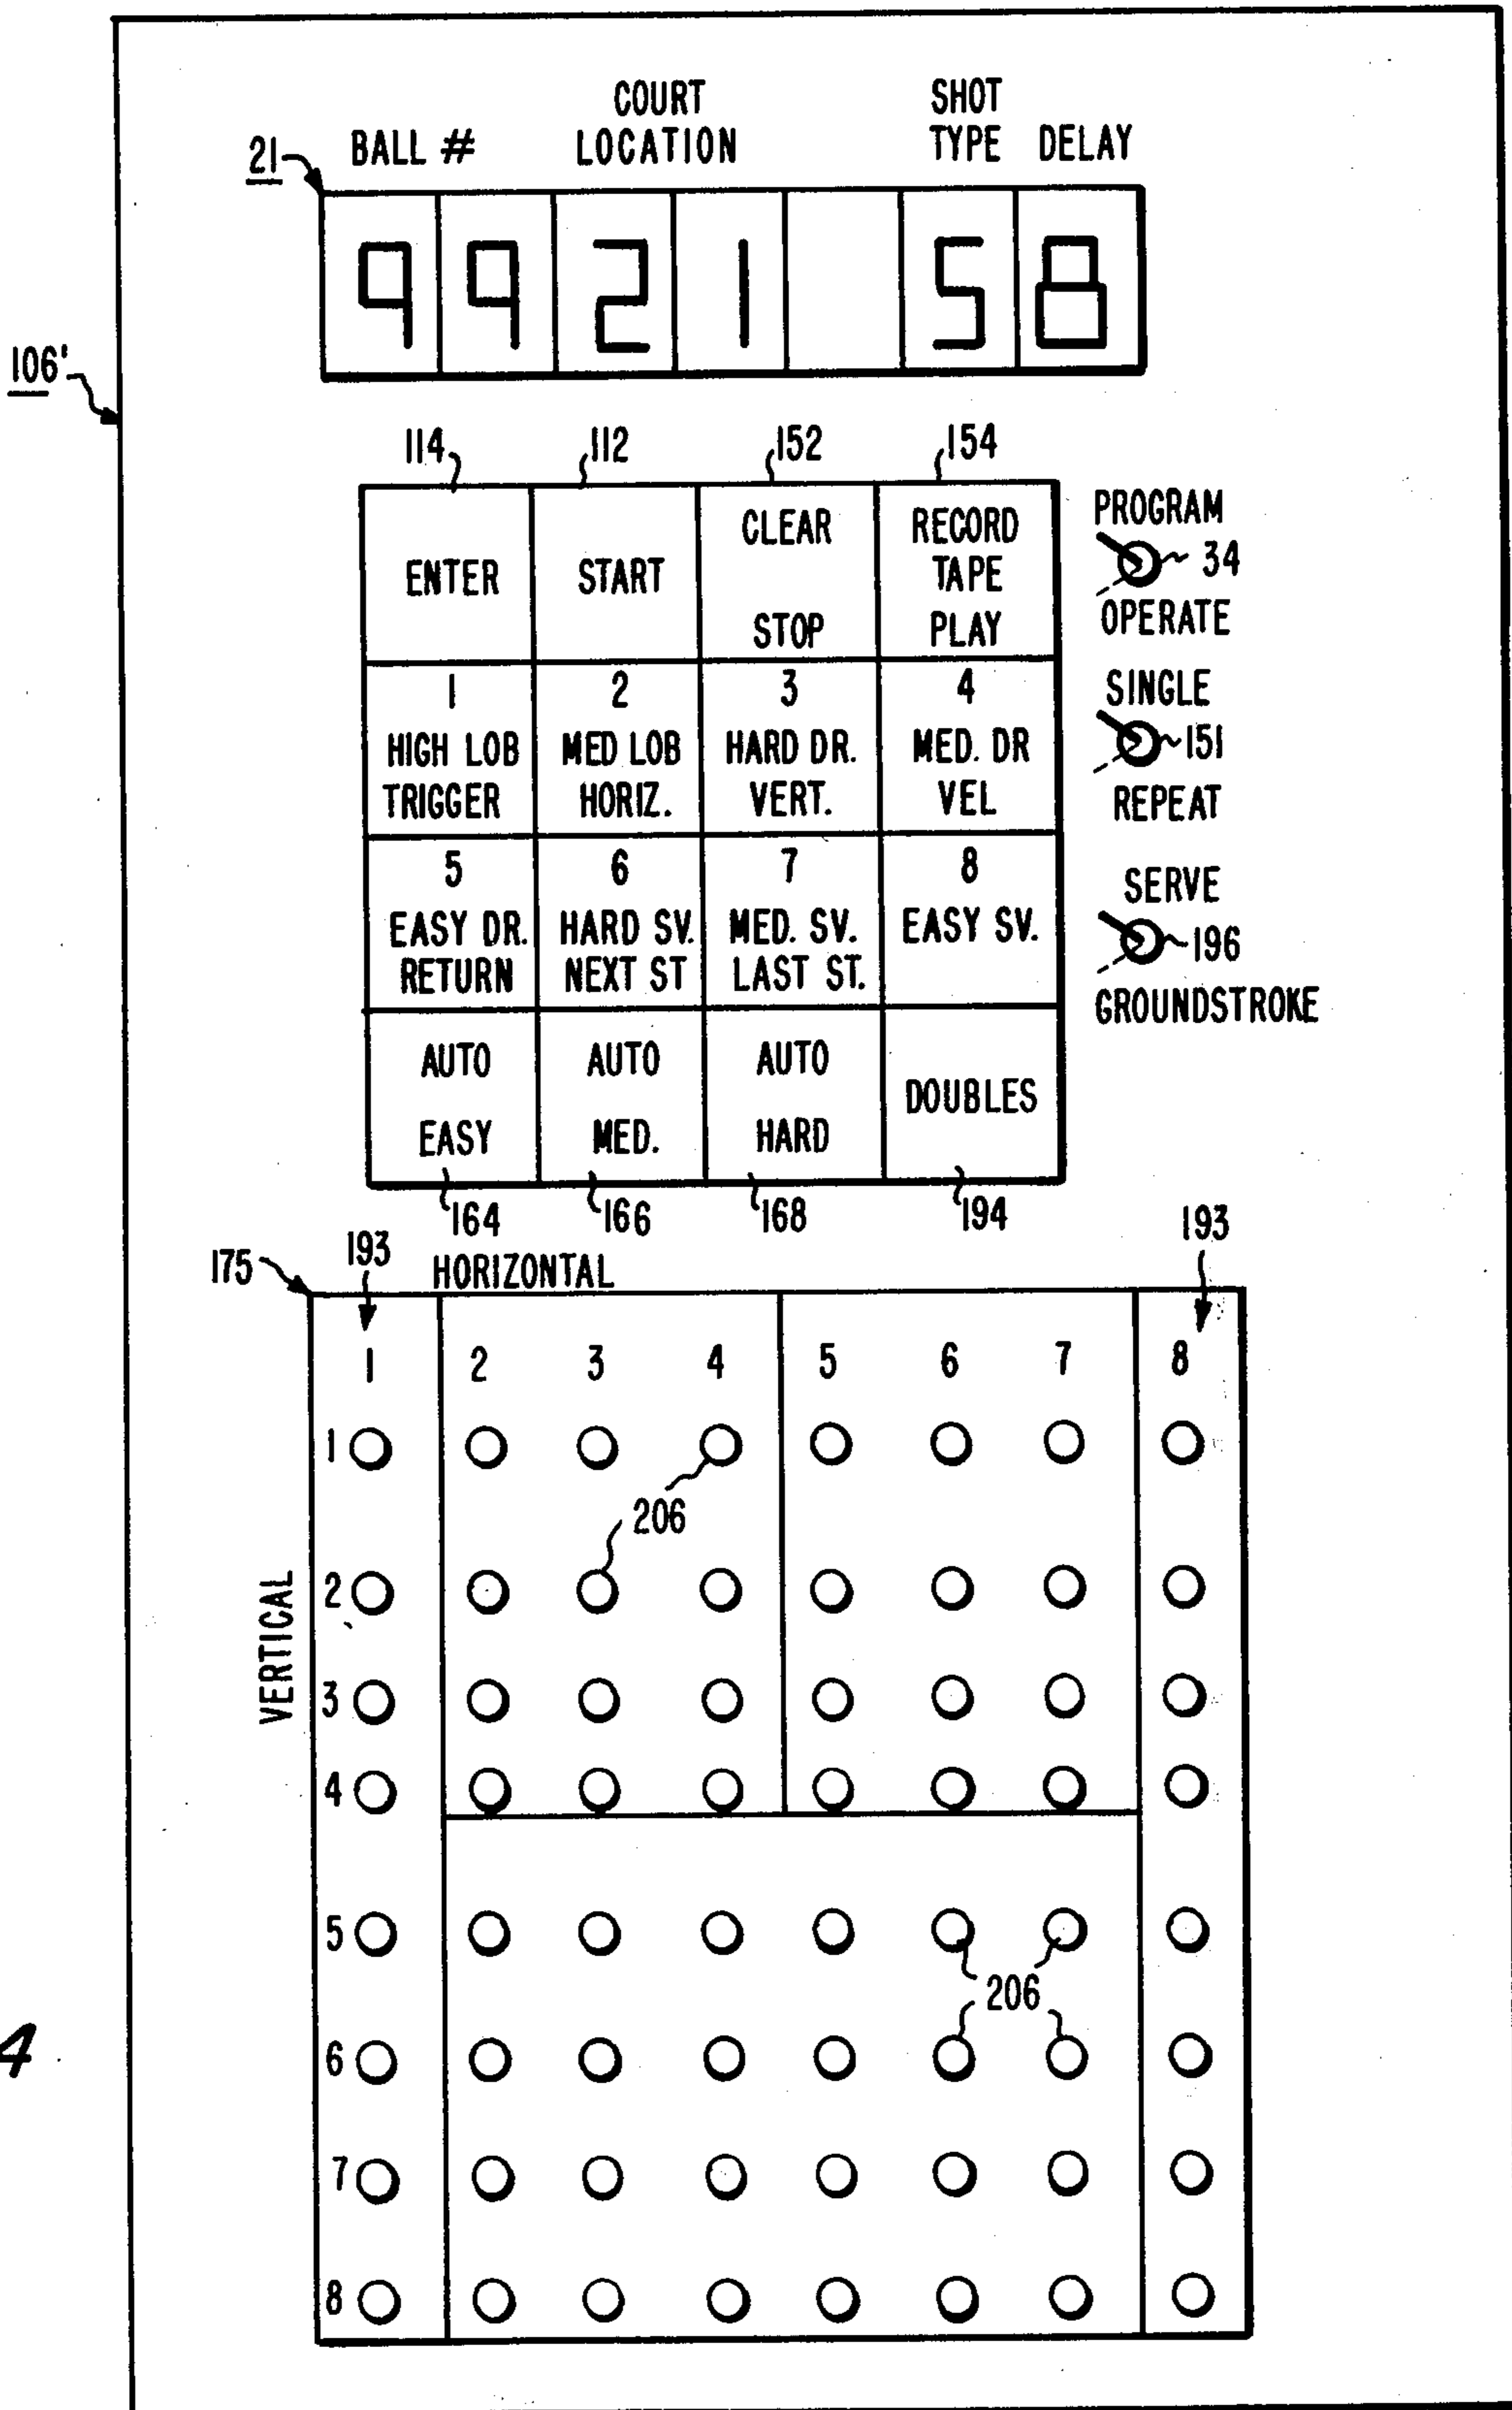 COURT SHOT
21 BALL # LOCATION TYPE DELAY
9 9 2 1 5 8
106'
114 112 152 154
ENTER START CLEAR STOP RECORD TAPE PLAY
PROGRAM
34
OPERATE
1 HIGH LOB TRIGGER
2 MED LOB HORIZ.
3 HARD DR. VERT.
4 MED. DR VEL
SINGLE
151
REPEAT
5 EASY DR. RETURN
6 HARD SV. NEXT ST
7 MED. SV. LAST ST.
8 EASY SV.
SERVE
196
GROUNDSTROKE
AUTO EASY
AUTO MED.
AUTO HARD
DOUBLES
164 166 168 194
175 193 HORIZONTAL 193
1 2 3 4 5 6 7 8
1
206
VERTICAL
2
3
4
5
206
6
7
8
4